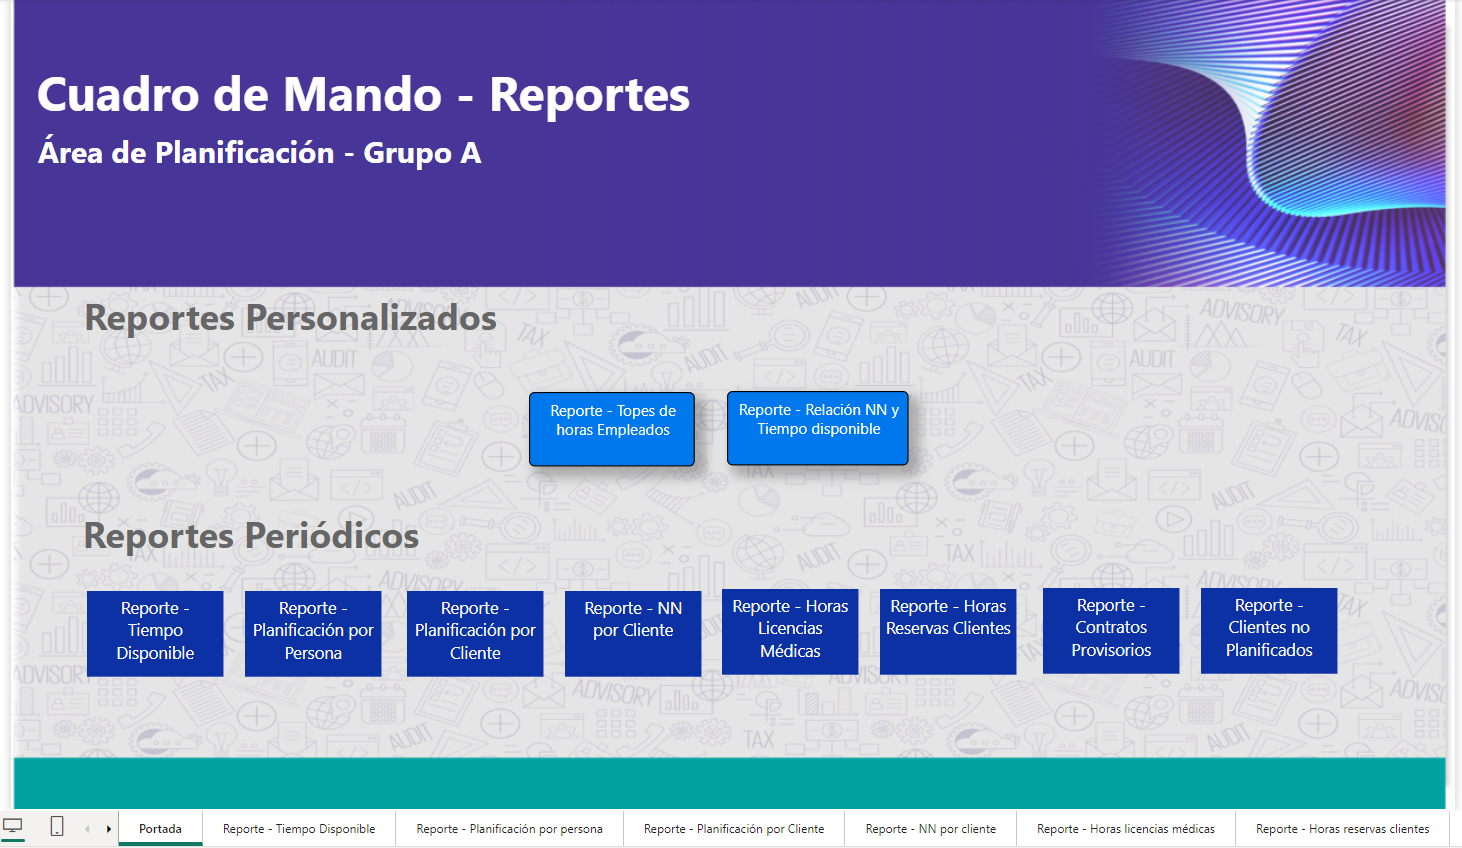 Cuadro de Mando - Reportes
Área de Planificación - Grupo A
Reportes Personalizados
Reporte - Topes de
horas Empleados
Reporte - Relación NN y
Tiempo disponible
Reportes Periódicos
Reporte -
Tiempo
Disponible
Reporte -
Planificación por
Persona
Reporte -
Planificación por
Cliente
Reporte - NN
por Cliente
Reporte - Horas
Licencias
Médicas
Reporte - Horas
Reservas Clientes
Reporte -
Contratos
Provisorios
Reporte -
Clientes no
Planificados
TAX
AUDIT
ADVISORY
Portada
Reporte - Tiempo Disponible
Reporte - Planificación por persona
Reporte - Planificación por Cliente
Reporte - NN por cliente
Reporte - Horas licencias médicas
Reporte - Horas reservas clientes